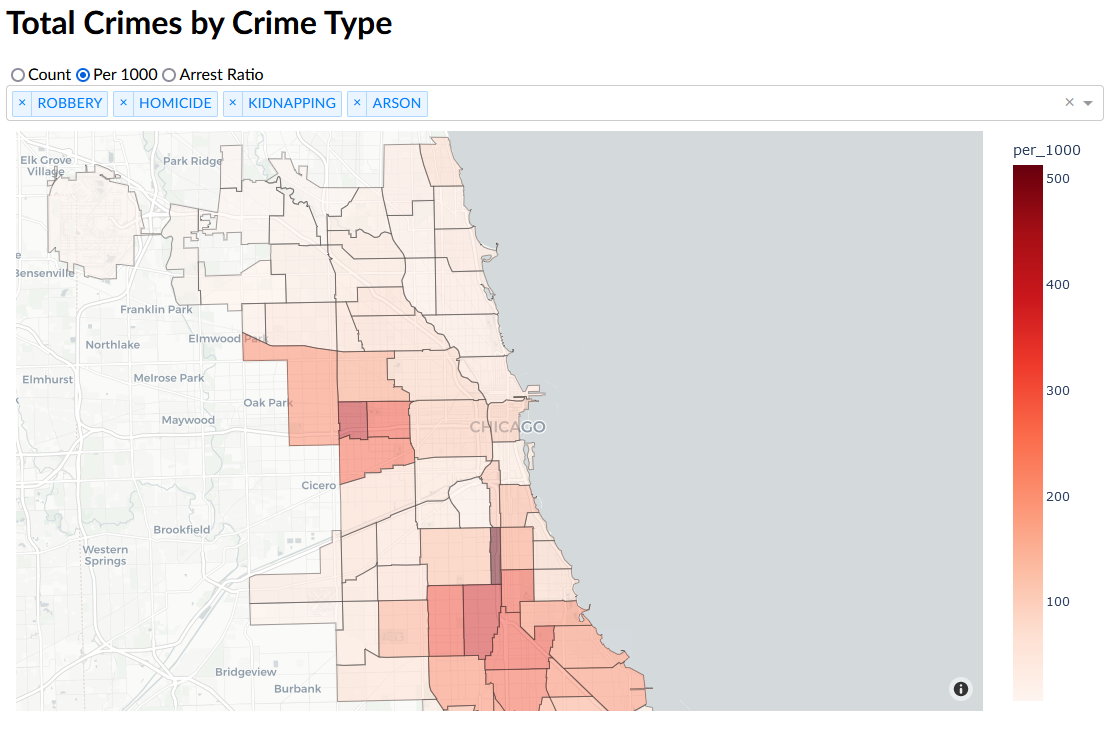 Total Crimes by Crime Type
Count Per 1000 Arrest Ratio
× ROBBERY × HOMICIDE × KIDNAPPING × ARSON ×
per_1000
500
400
300
200
100
Elk Grove
Village
Park Ridge
e
Bensenville
Franklin Park
Elmwood Park
Northlake
Elmhurst
Melrose Park
Oak Park
Maywood
CHICAGO
Cicero
Brookfield
Western
Springs
Bridgeview
Burbank
i